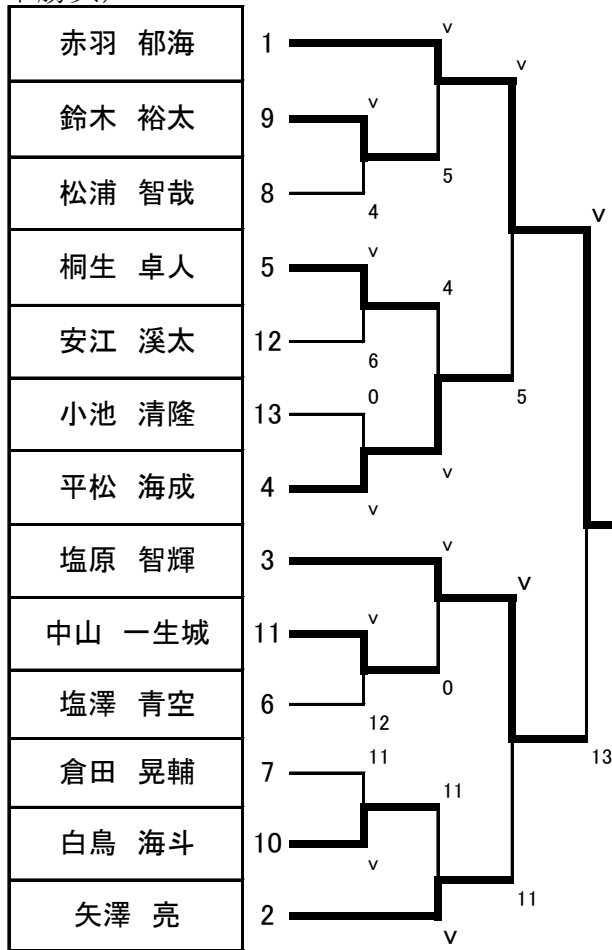 赤羽 郁海 1
v
v
鈴木 裕太 9
v
5
松浦 智哉 8
4
v
桐生 卓人 5
v
4
安江 溪太 12
6
小池 清隆 13
0
5
平松 海成 4
v
v
塩原 智輝 3
v
v
中山 一生城 11
v
0
塩澤 青空 6
12
倉田 晃輔 7
11
11
13
白鳥 海斗 10
v
矢澤 亮 2
11
v